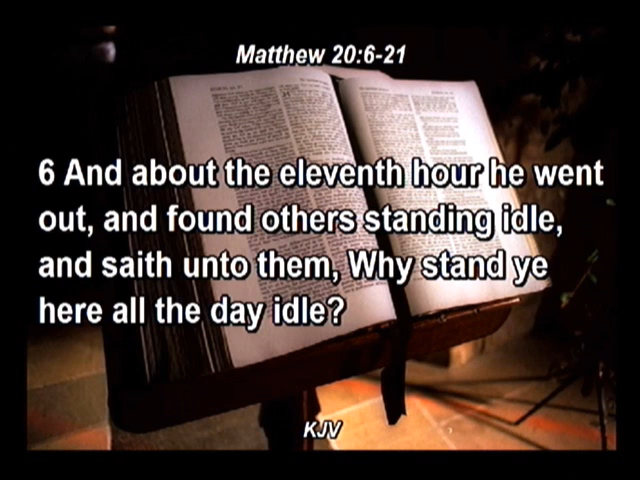 Matthew 20:6-21
6 And about the eleventh hour he went
out, and found others standing idle,
and saith unto them, Why stand ye
here all the day idle?
KJV